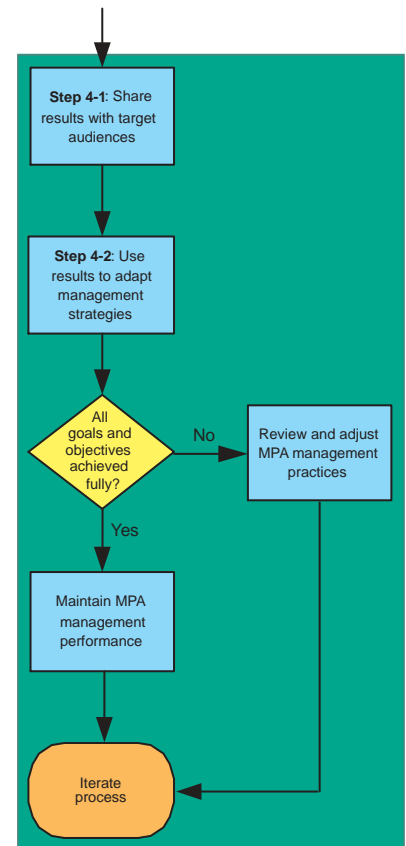 Step 4-1: Share
results with target
audiences
Step 4-2: Use
results to adapt
management
strategies
All
goals and
objectives
achieved
fully?
No
Review and adjust
MPA management
practices
Yes
Maintain MPA
management
performance
Iterate
process